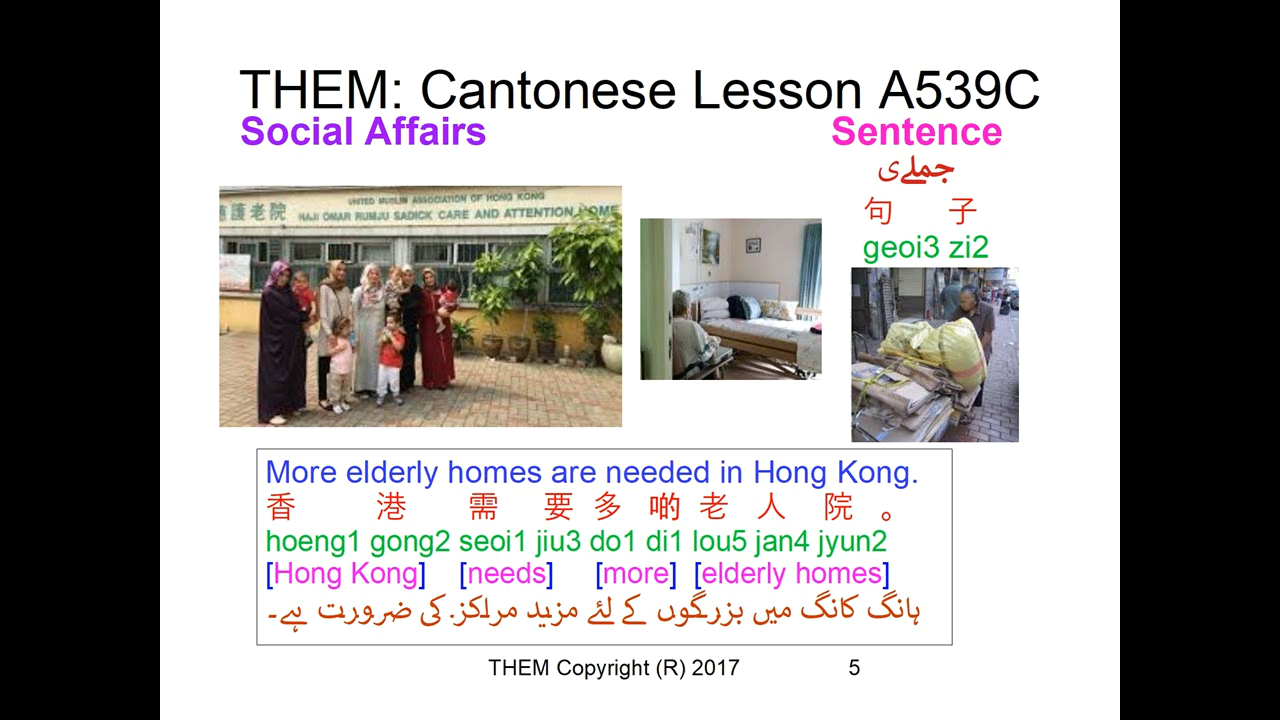 THEM: Cantonese Lesson A539C
Social Affairs
Sentence
جملے ی
句 子
geoi3 zi2
護老院
UNITED MUSLIM ASSOCIATION OF HONG KONG
HAJI OMAR RUMJU SADICK CARE AND ATTENTION HOME
More elderly homes are needed in Hong Kong.
香 港 需 要 多 啲 老 人 院 。
hoeng1 gong2 seoi1 jiu3 do1 di1 lou5 jan4 jyun2
[Hong Kong] [needs] [more] [elderly homes]
ہانگ کانگ میں بزرگوں کے لئے مزید مراکز کی ضرورت ہے۔
THEM Copyright (R) 2017 5